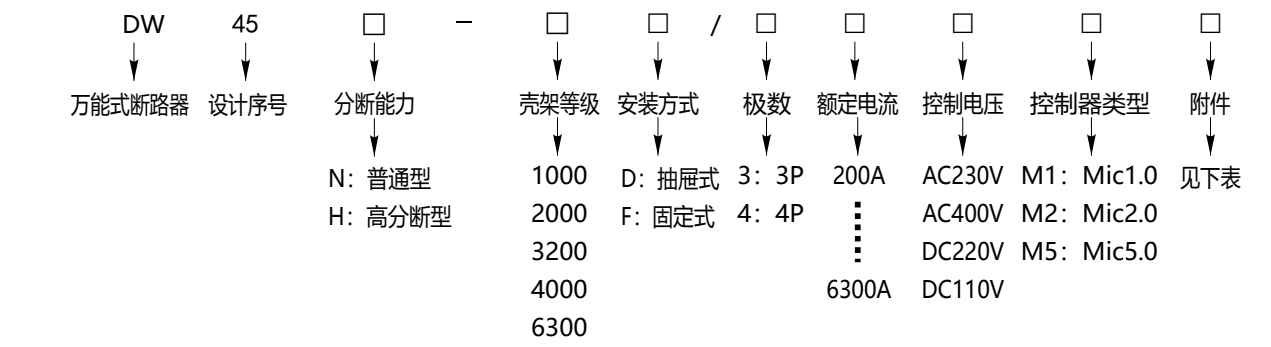 DW 45 □ － □ □ / □ □ □ □ □
万能式断路器 设计序号 分断能力 壳架等级 安装方式 极数 额定电流 控制电压 控制器类型 附件
N：普通型 1000 D：抽屉式 3：3P 200A AC230V M1：Mic1.0 见下表
H：高分断型 2000 F：固定式 4：4P AC400V M2：Mic2.0
3200 DC220V M5：Mic5.0
4000 6300A DC110V
6300